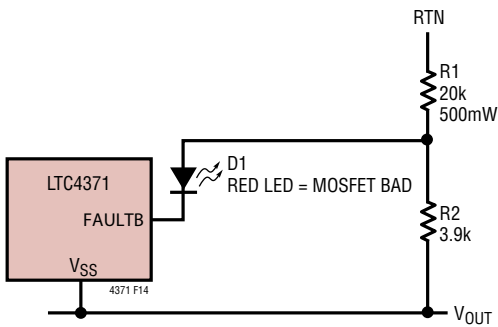 RTN
R1
20k
500mW
D1
RED LED = MOSFET BAD
LTC4371
FAULTB
R2
3.9k
VSS
4371 F14
VOUT